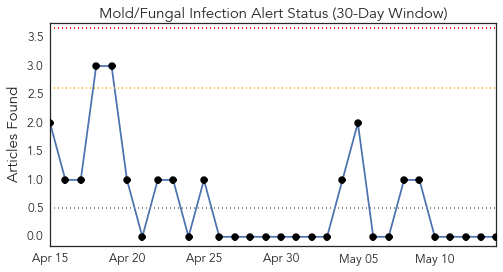 Mold/Fungal Infection Alert Status (30-Day Window)
Articles Found
3.5
3.0
2.5
2.0
1.5
1.0
0.5
0.0
Apr 15
Apr 20
Apr 25
Apr 30
May 05
May 10